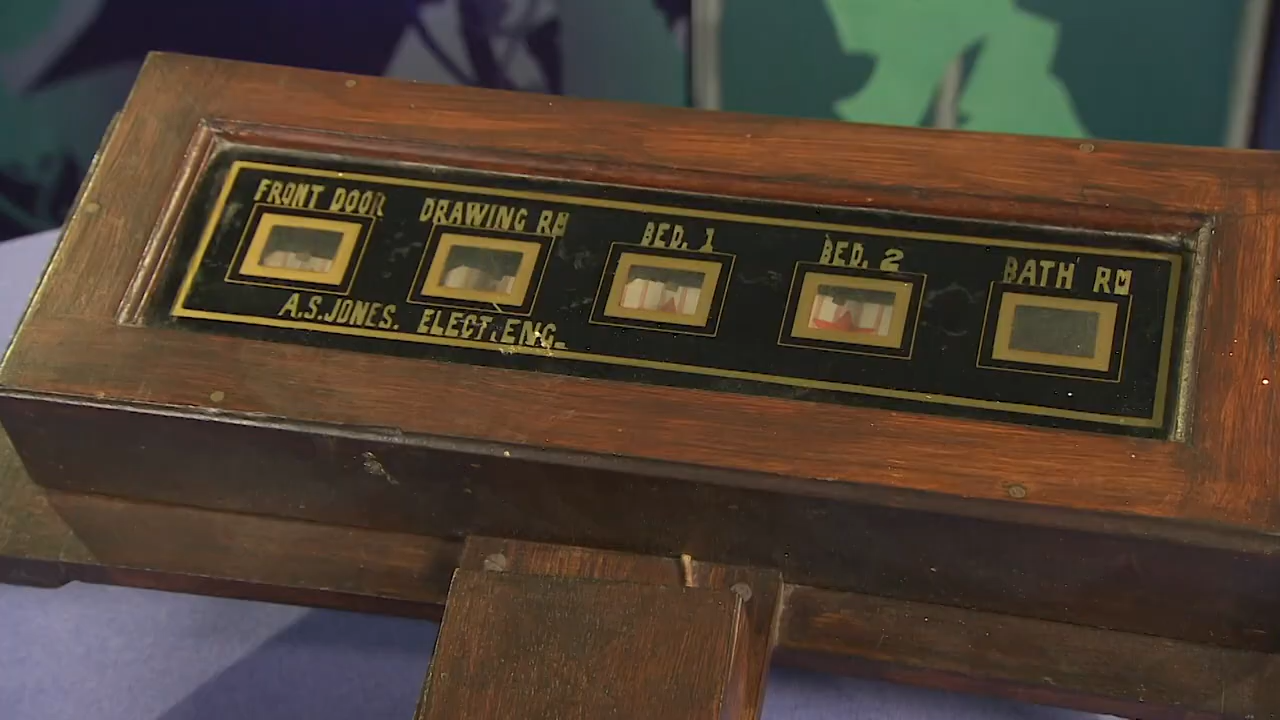 FRONT DOOR
DRAWING RM
BED. 1
BED. 2
BATH RM
A.S.JONES. ELECT. ENG.